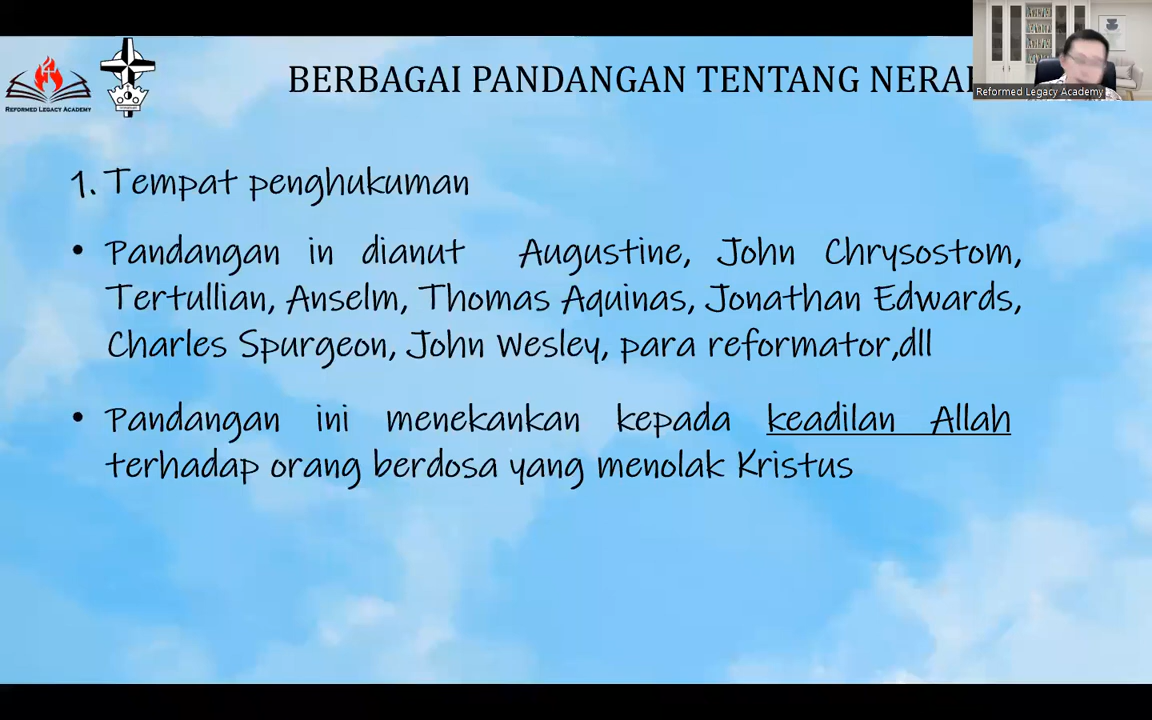 REFORMED LEGACY ACADEMY
BERBAGAI PANDANGAN TENTANG
Reformed Legacy Academy
1. Tempat penghukuman
• Pandangan in dianut Augustine, John Chrysostom,
Tertullian, Anselm, Thomas Aquinas, Jonathan Edwards,
Charles Spurgeon, John Wesley, para reformator,dll
• Pandangan ini menekankan kepada keadilan Allah
terhadap orang berdosa yang menolak Kristus